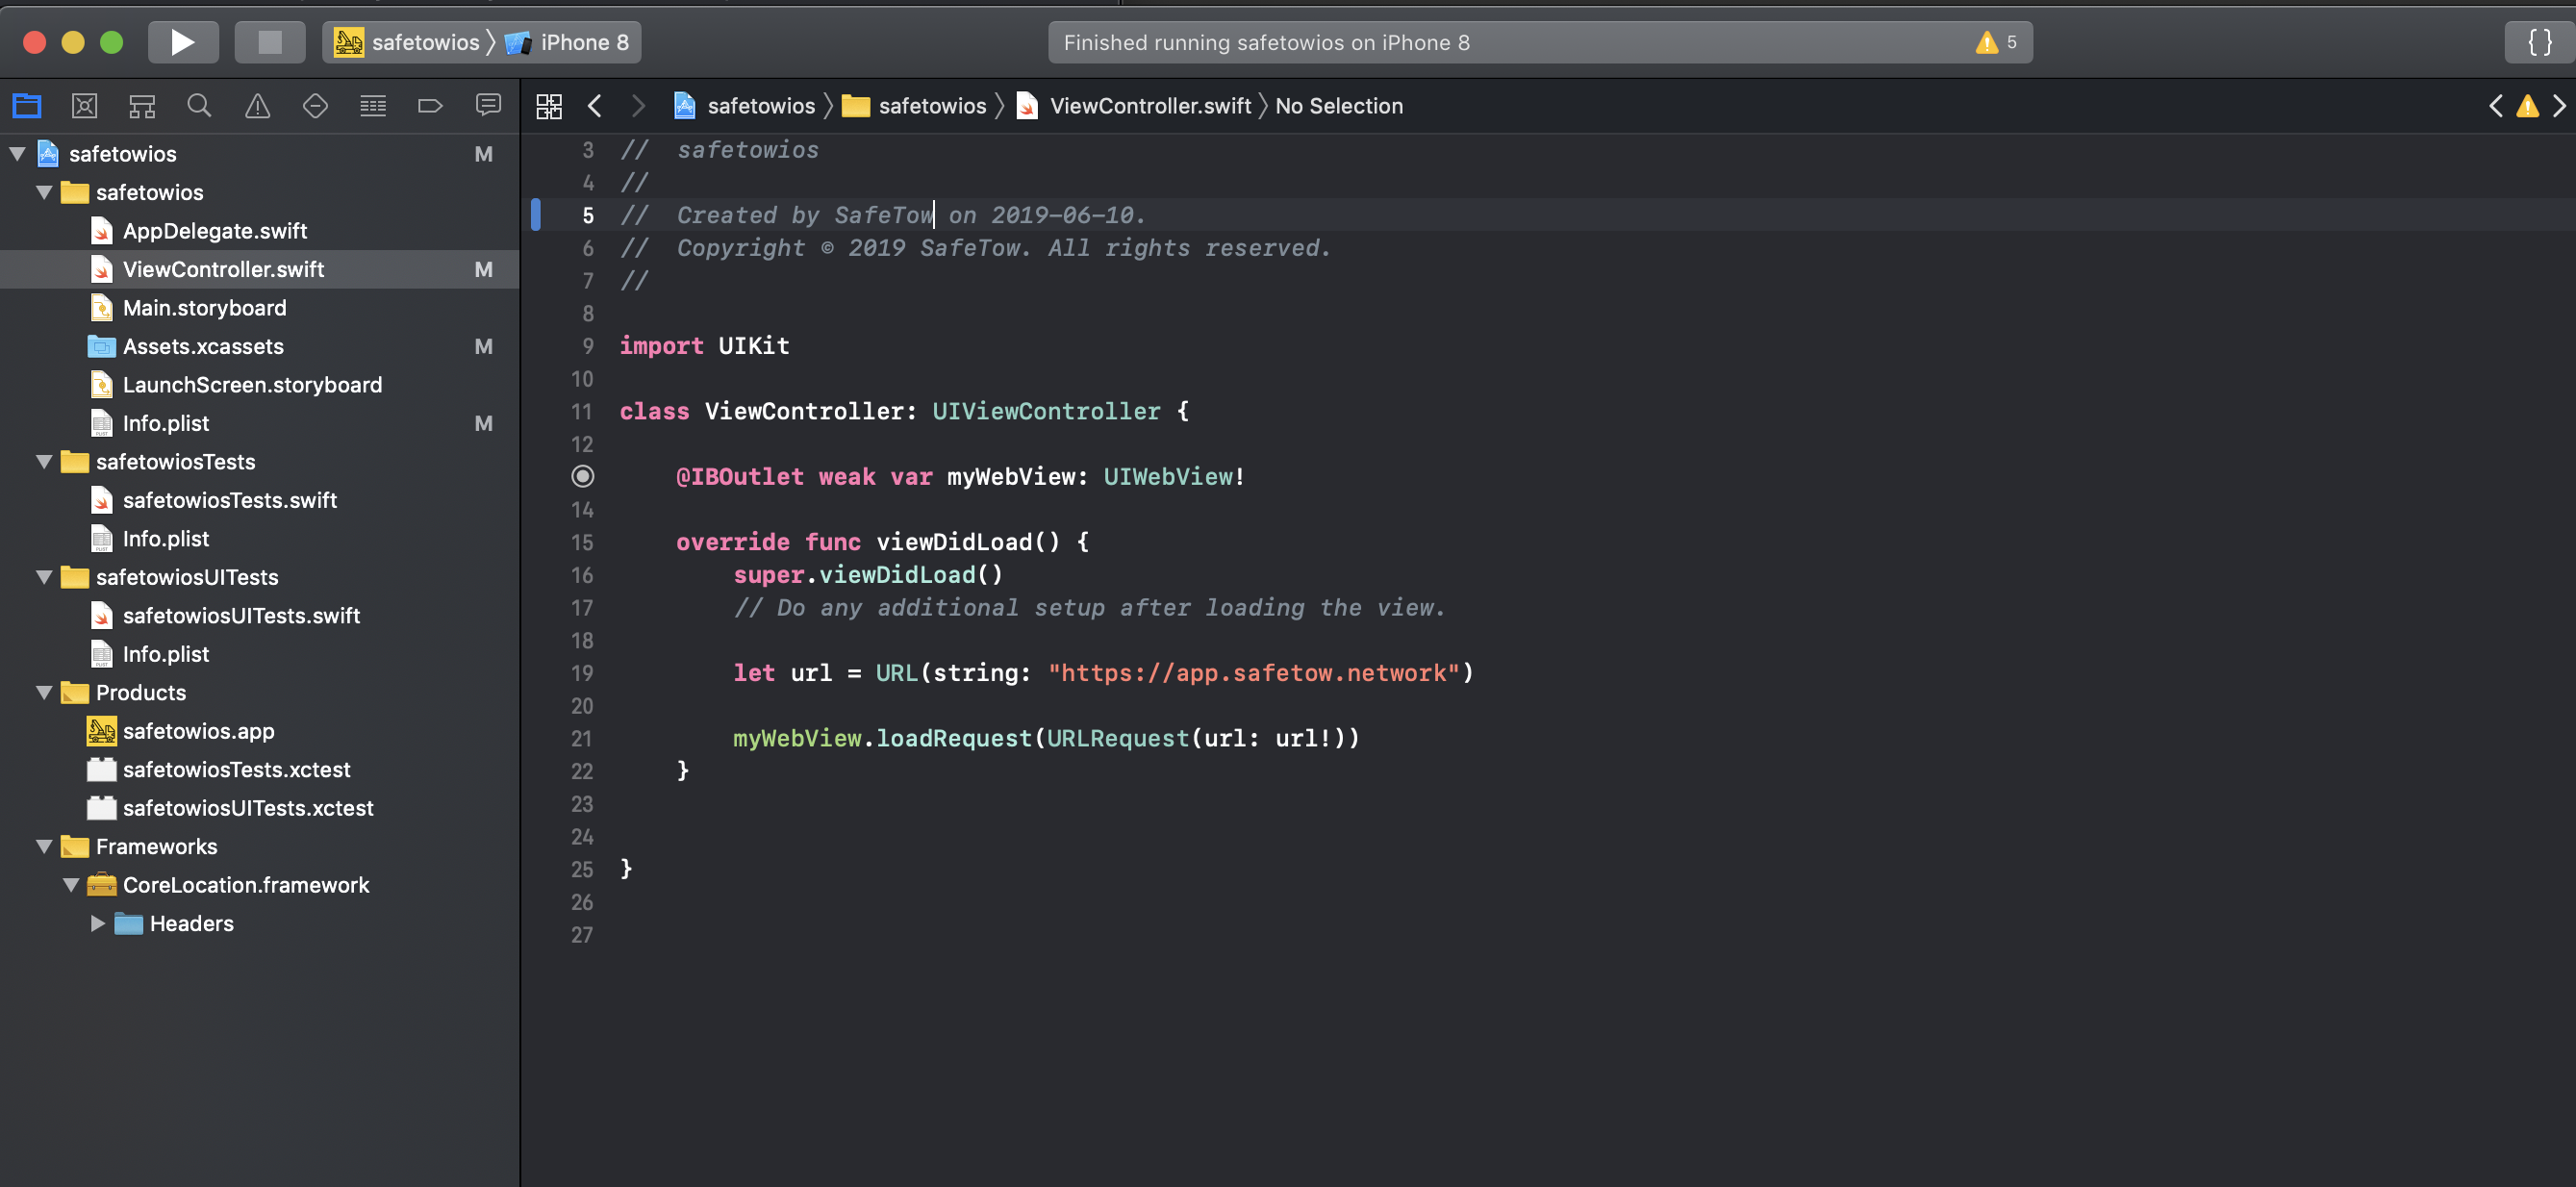 safetowios 〉 iPhone 8
Finished running safetowios on iPhone 8
5
{ }
safetowios 〉 safetowios 〉 ViewController.swift 〉 No Selection
safetowios M
safetowios
AppDelegate.swift
ViewController.swift M
Main.storyboard
Assets.xcassets M
LaunchScreen.storyboard
Info.plist M
safetowiosTests
safetowiosTests.swift
Info.plist
safetowiosUITests
safetowiosUITests.swift
Info.plist
Products
safetowios.app
safetowiosTests.xctest
safetowiosUITests.xctest
Frameworks
CoreLocation.framework
Headers
3 //  safetowios
4 //
5 //  Created by SafeTow on 2019-06-10.
6 //  Copyright © 2019 SafeTow. All rights reserved.
7 //
8
9 import UIKit
10
11 class ViewController: UIViewController {
12
@IBOutlet weak var myWebView: UIWebView!
14
15     override func viewDidLoad() {
16         super.viewDidLoad()
17         // Do any additional setup after loading the view.
18
19         let url = URL(string: "https://app.safetow.network")
20
21         myWebView.loadRequest(URLRequest(url: url!))
22     }
23
24
25 }
26
27